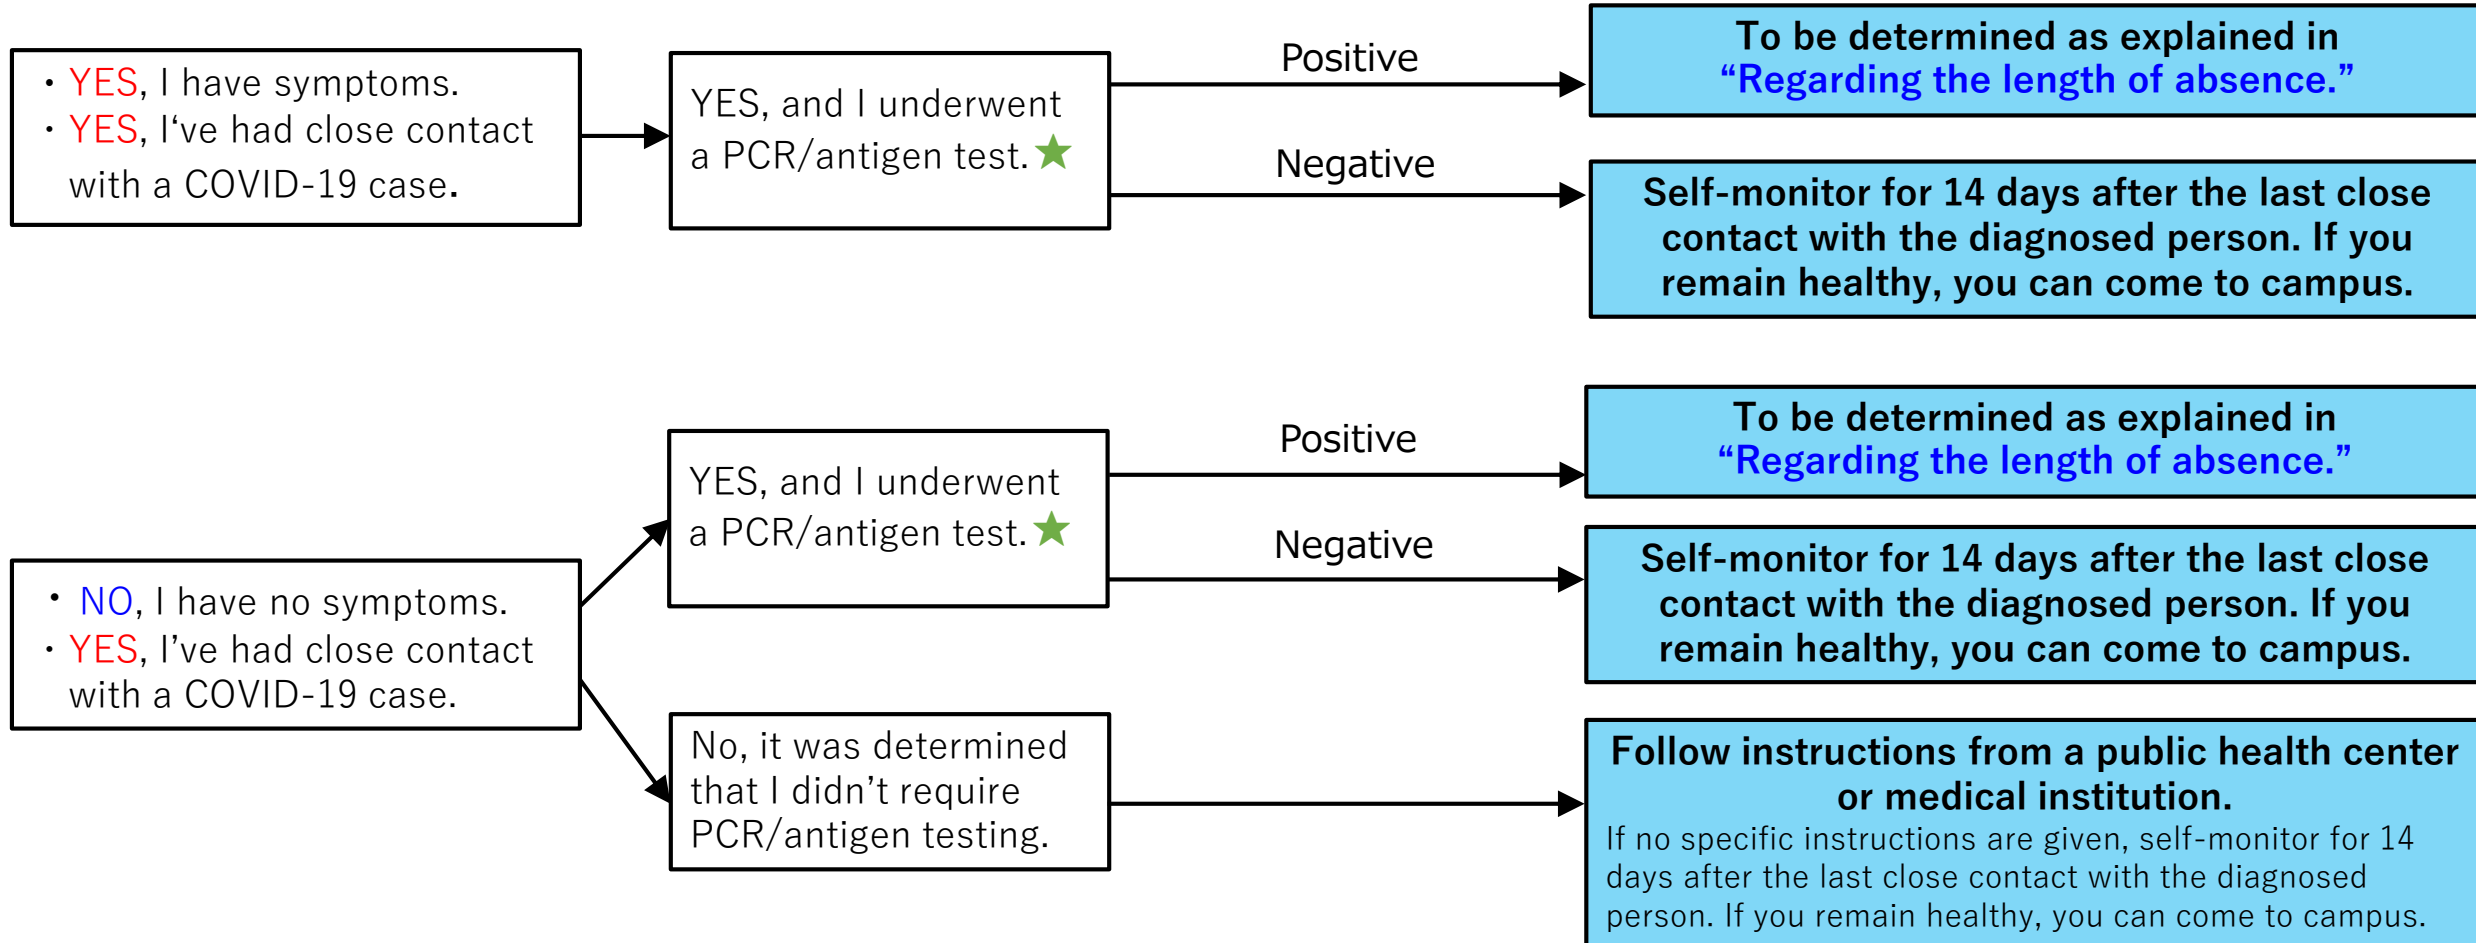 ・YES, I have symptoms.
・YES, I‘ve had close contact
with a COVID-19 case.
YES, and I underwent
a PCR/antigen test. ★
Positive
To be determined as explained in
“Regarding the length of absence.”
Negative
Self-monitor for 14 days after the last close
contact with the diagnosed person. If you
remain healthy, you can come to campus.
・NO, I have no symptoms.
・YES, I’ve had close contact
with a COVID-19 case.
YES, and I underwent
a PCR/antigen test. ★
Positive
To be determined as explained in
“Regarding the length of absence.”
Negative
Self-monitor for 14 days after the last close
contact with the diagnosed person. If you
remain healthy, you can come to campus.
No, it was determined
that I didn’t require
PCR/antigen testing.
Follow instructions from a public health center
or medical institution.
If no specific instructions are given, self-monitor for 14
days after the last close contact with the diagnosed
person. If you remain healthy, you can come to campus.